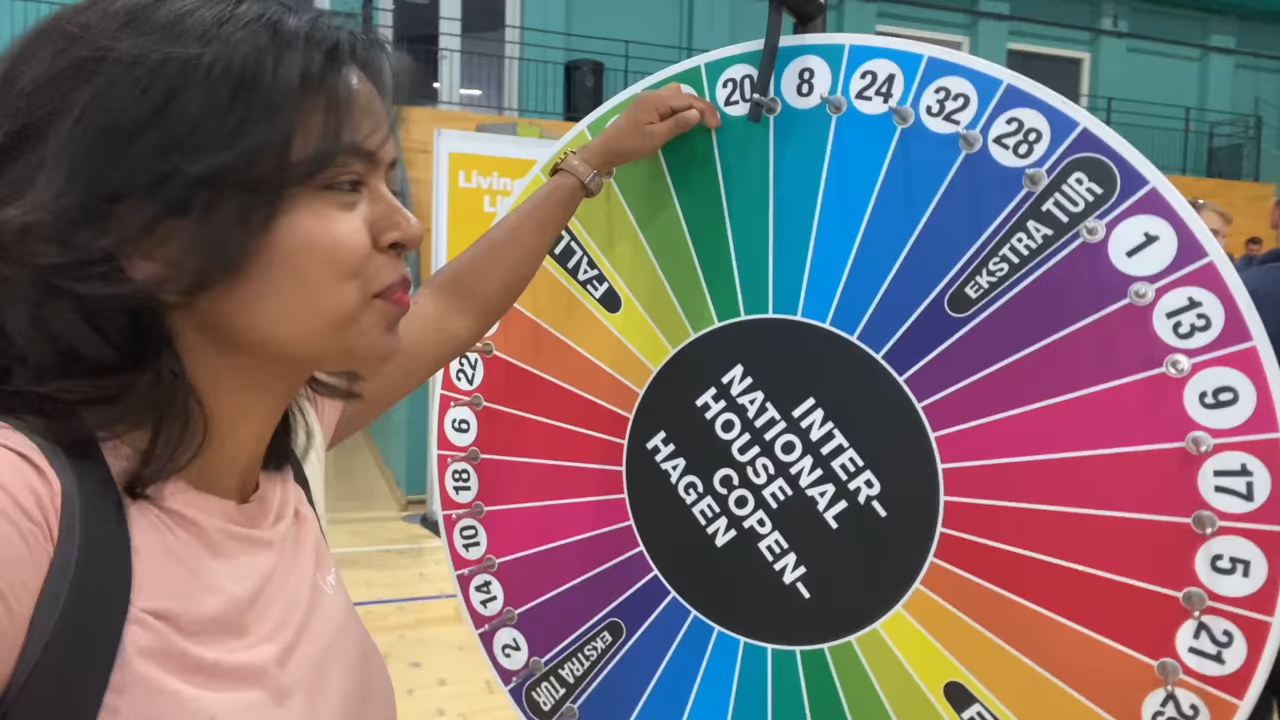 Living
20
8
24
32
28
EKSTRA TUR
1
13
9
17
5
21
INTER-
NATIONAL
HOUSE
COPEN-
HAGEN
FALL
22
6
18
10
14
2
EKSTRA TUR